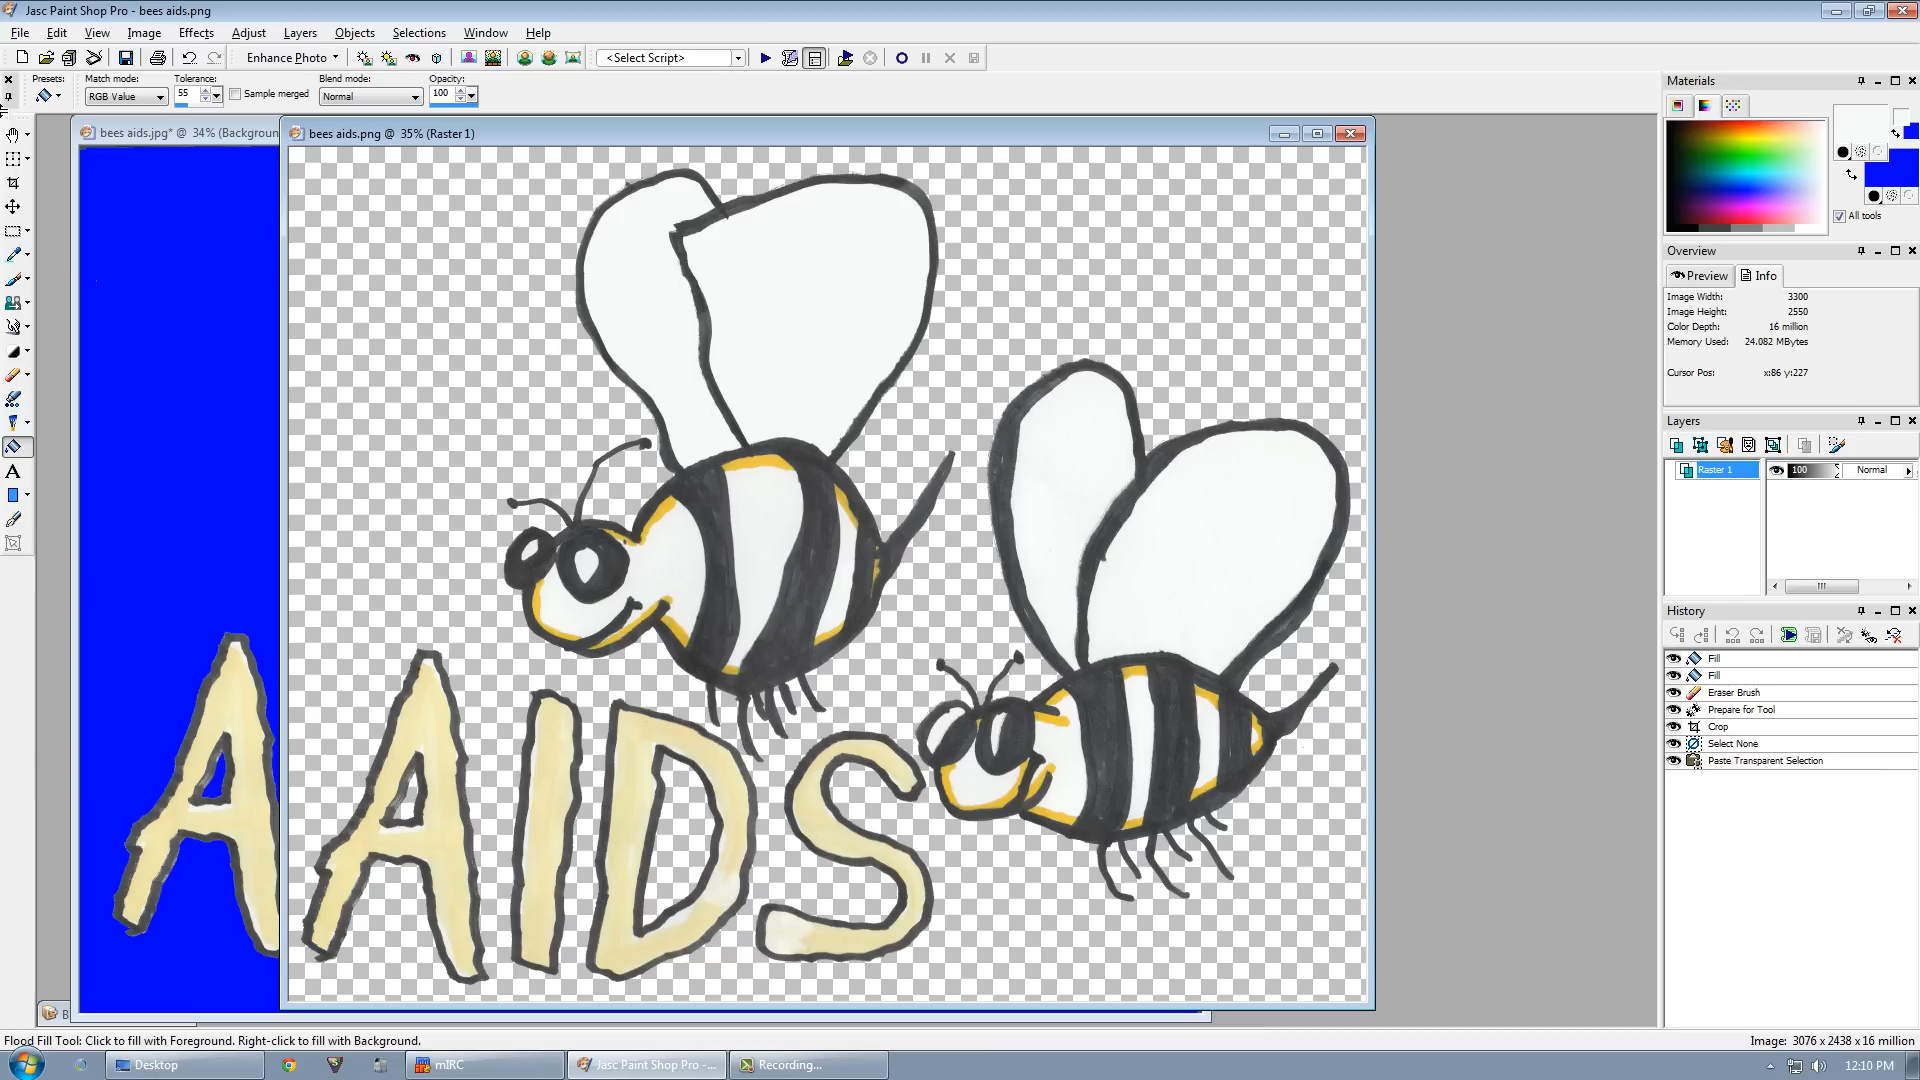 Jasc Paint Shop Pro - bees aids.png
File Edit View Image Effects Adjust Layers Objects Selections Window Help
Enhance Photo <Select Script>
Presets: Match mode: Tolerance: Blend mode: Opacity:
RGB Value 55 Sample merged Normal 100
bees aids.jpg* @ 34% (Backgroun
bees aids.png @ 35% (Raster 1)
A
AIDS
B
Materials
All tools
Overview
Preview Info
Image Width: 3300
Image Height: 2550
Color Depth: 16 million
Memory Used: 24.082 MBytes
Cursor Pos: x:86 y:227
Layers
Raster 1 100 Normal
History
Fill
Fill
Eraser Brush
Prepare for Tool
Crop
Select None
Paste Transparent Selection
Flood Fill Tool: Click to fill with Foreground. Right-click to fill with Background.
Image: 3076 x 2438 x 16 million
Desktop mIRC Jasc Paint Shop Pro -... Recording... 12:10 PM